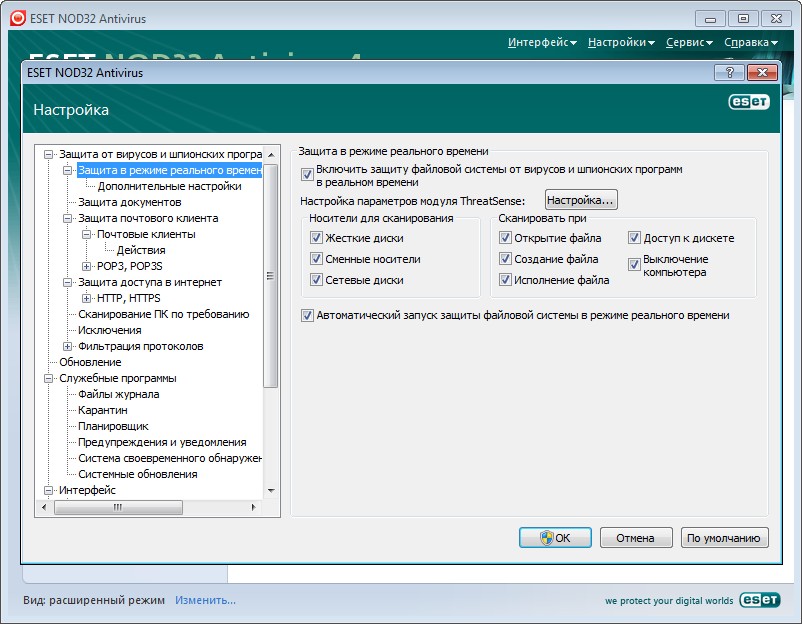 ESET NOD32 Antivirus
Интерфейс Настройки Сервис Справка
ESET NOD32 Antivirus 4
ESET NOD32 Antivirus
Настройка
eset
Защита от вирусов и шпионских програ
Защита в режиме реального времен
Дополнительные настройки
Защита документов
Защита почтового клиента
Почтовые клиенты
Действия
POP3, POP3S
Защита доступа в интернет
HTTP, HTTPS
Сканирование ПК по требованию
Исключения
Фильтрация протоколов
Обновление
Служебные программы
Файлы журнала
Карантин
Планировщик
Предупреждения и уведомления
Система своевременного обнаружен
Системные обновления
Интерфейс
Защита в режиме реального времени
Включить защиту файловой системы от вирусов и шпионских программ
в реальном времени
Настройка параметров модуля ThreatSense:
Настройка...
Носители для сканирования
Жесткие диски
Сменные носители
Сетевые диски
Сканировать при
Открытие файла
Создание файла
Исполнение файла
Доступ к дискете
Выключение
компьютера
Автоматический запуск защиты файловой системы в режиме реального времени
OK
Отмена
По умолчанию
Вид: расширенный режим Изменить...
we protect your digital worlds eset